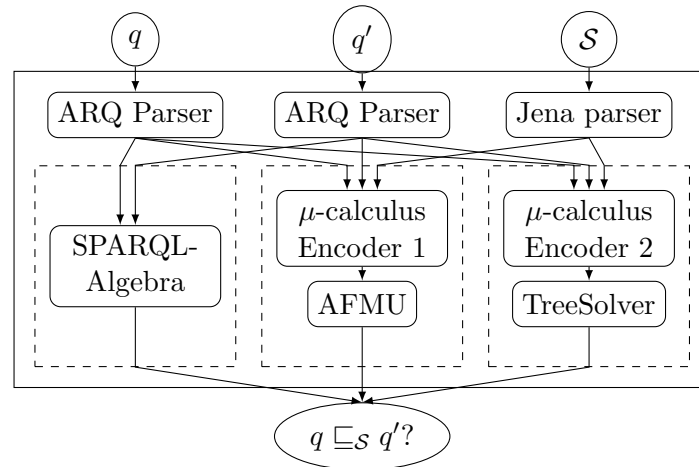 q q′ 𝒮
ARQ Parser ARQ Parser Jena parser
SPARQL-
Algebra
μ-calculus
Encoder 1
AFMU
μ-calculus
Encoder 2
TreeSolver
q ⊑𝒮 q′?